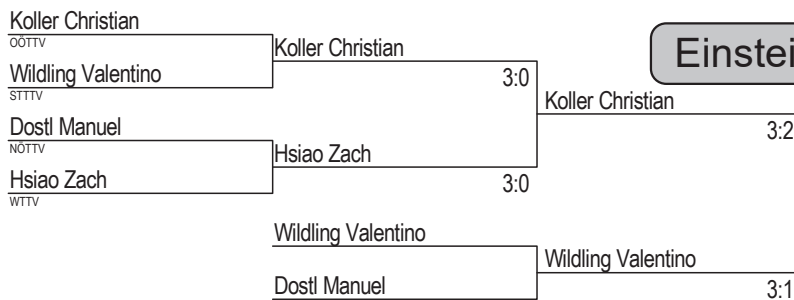 Koller Christian
OÖTTV
Wildling Valentino
STTTV
Dostl Manuel
NÖTTV
Hsiao Zach
WTTV
Koller Christian
3:0
Hsiao Zach
3:0
Koller Christian
3:2
Einstei
Wildling Valentino
Dostl Manuel
Wildling Valentino
3:1